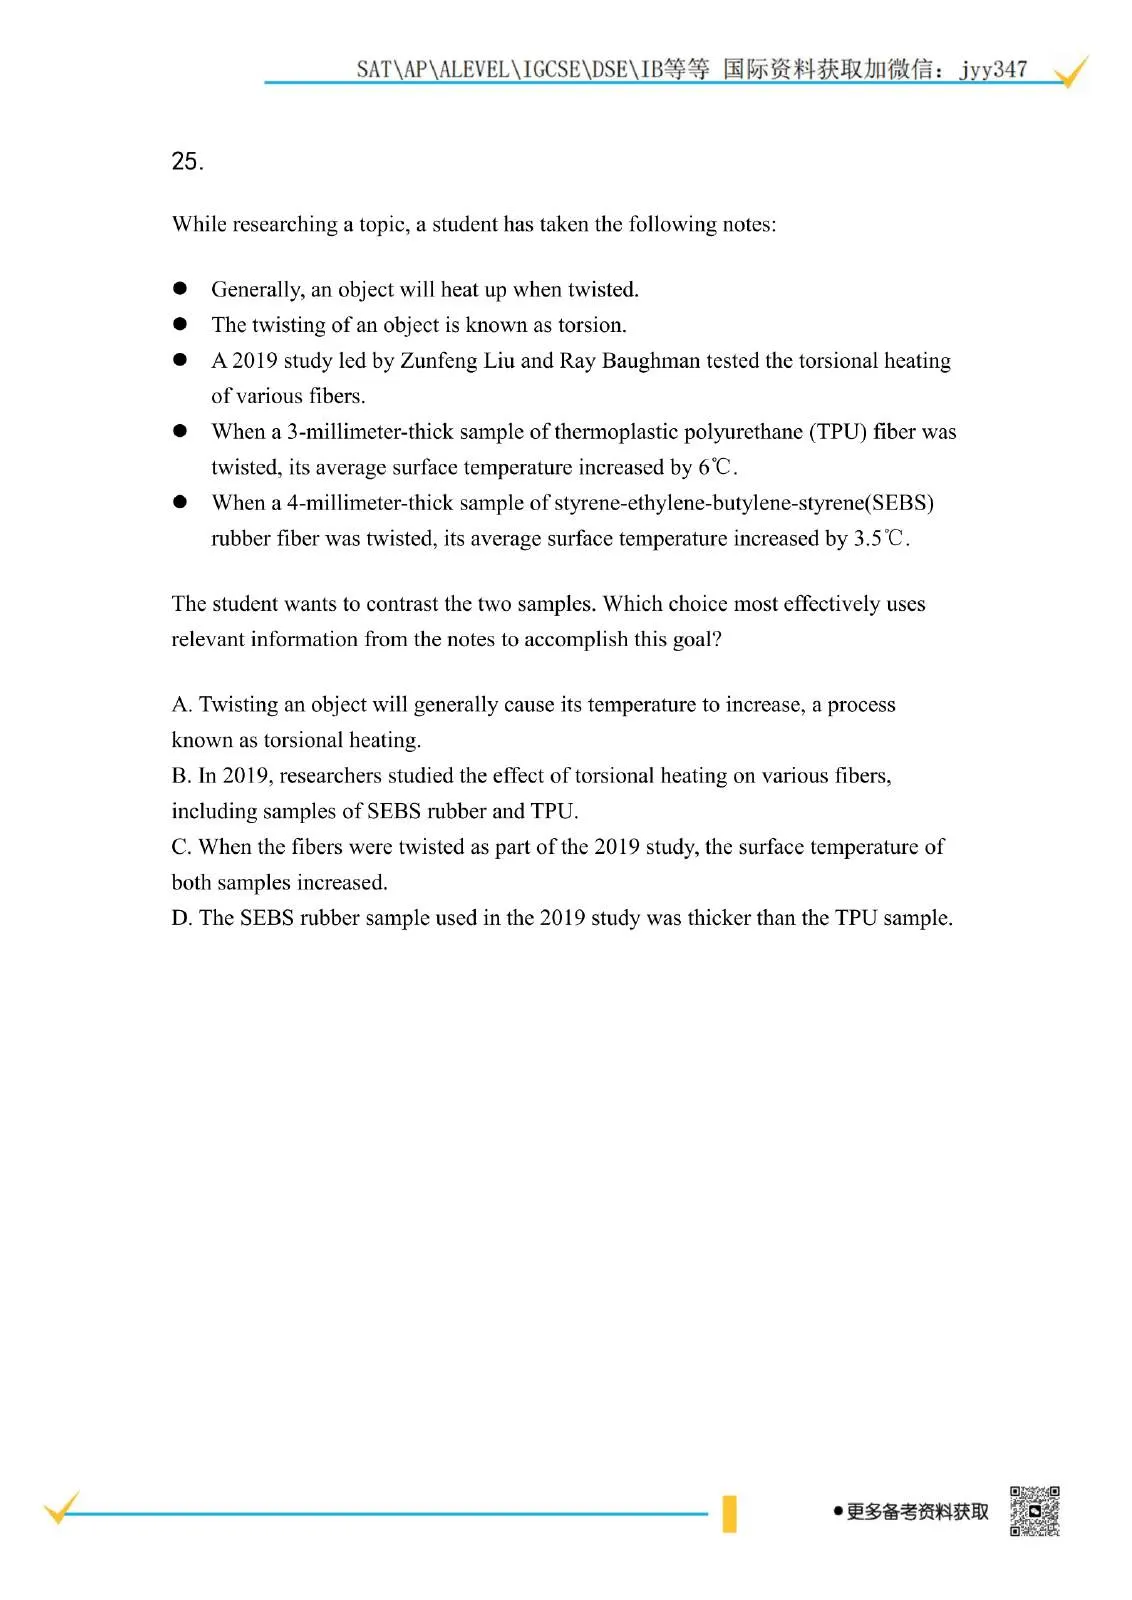 SAT\AP\ALEVEL\IGCSE\DSE\IB等等 国际资料获取加微信：jyy347
25.
While researching a topic, a student has taken the following notes:
● Generally, an object will heat up when twisted.
● The twisting of an object is known as torsion.
● A 2019 study led by Zunfeng Liu and Ray Baughman tested the torsional heating
of various fibers.
● When a 3-millimeter-thick sample of thermoplastic polyurethane (TPU) fiber was
twisted, its average surface temperature increased by 6℃.
● When a 4-millimeter-thick sample of styrene-ethylene-butylene-styrene(SEBS)
rubber fiber was twisted, its average surface temperature increased by 3.5℃.
The student wants to contrast the two samples. Which choice most effectively uses
relevant information from the notes to accomplish this goal?
A. Twisting an object will generally cause its temperature to increase, a process
known as torsional heating.
B. In 2019, researchers studied the effect of torsional heating on various fibers,
including samples of SEBS rubber and TPU.
C. When the fibers were twisted as part of the 2019 study, the surface temperature of
both samples increased.
D. The SEBS rubber sample used in the 2019 study was thicker than the TPU sample.
●更多备考资料获取